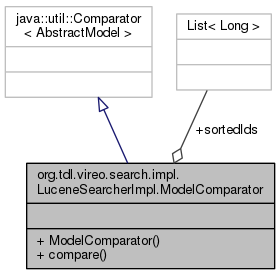 java::util::Comparator
< AbstractModel >
List< Long >
+sortedIds
org.tdl.vireo.search.impl.
LuceneSearcherImpl.ModelComparator
+ ModelComparator()
+ compare()